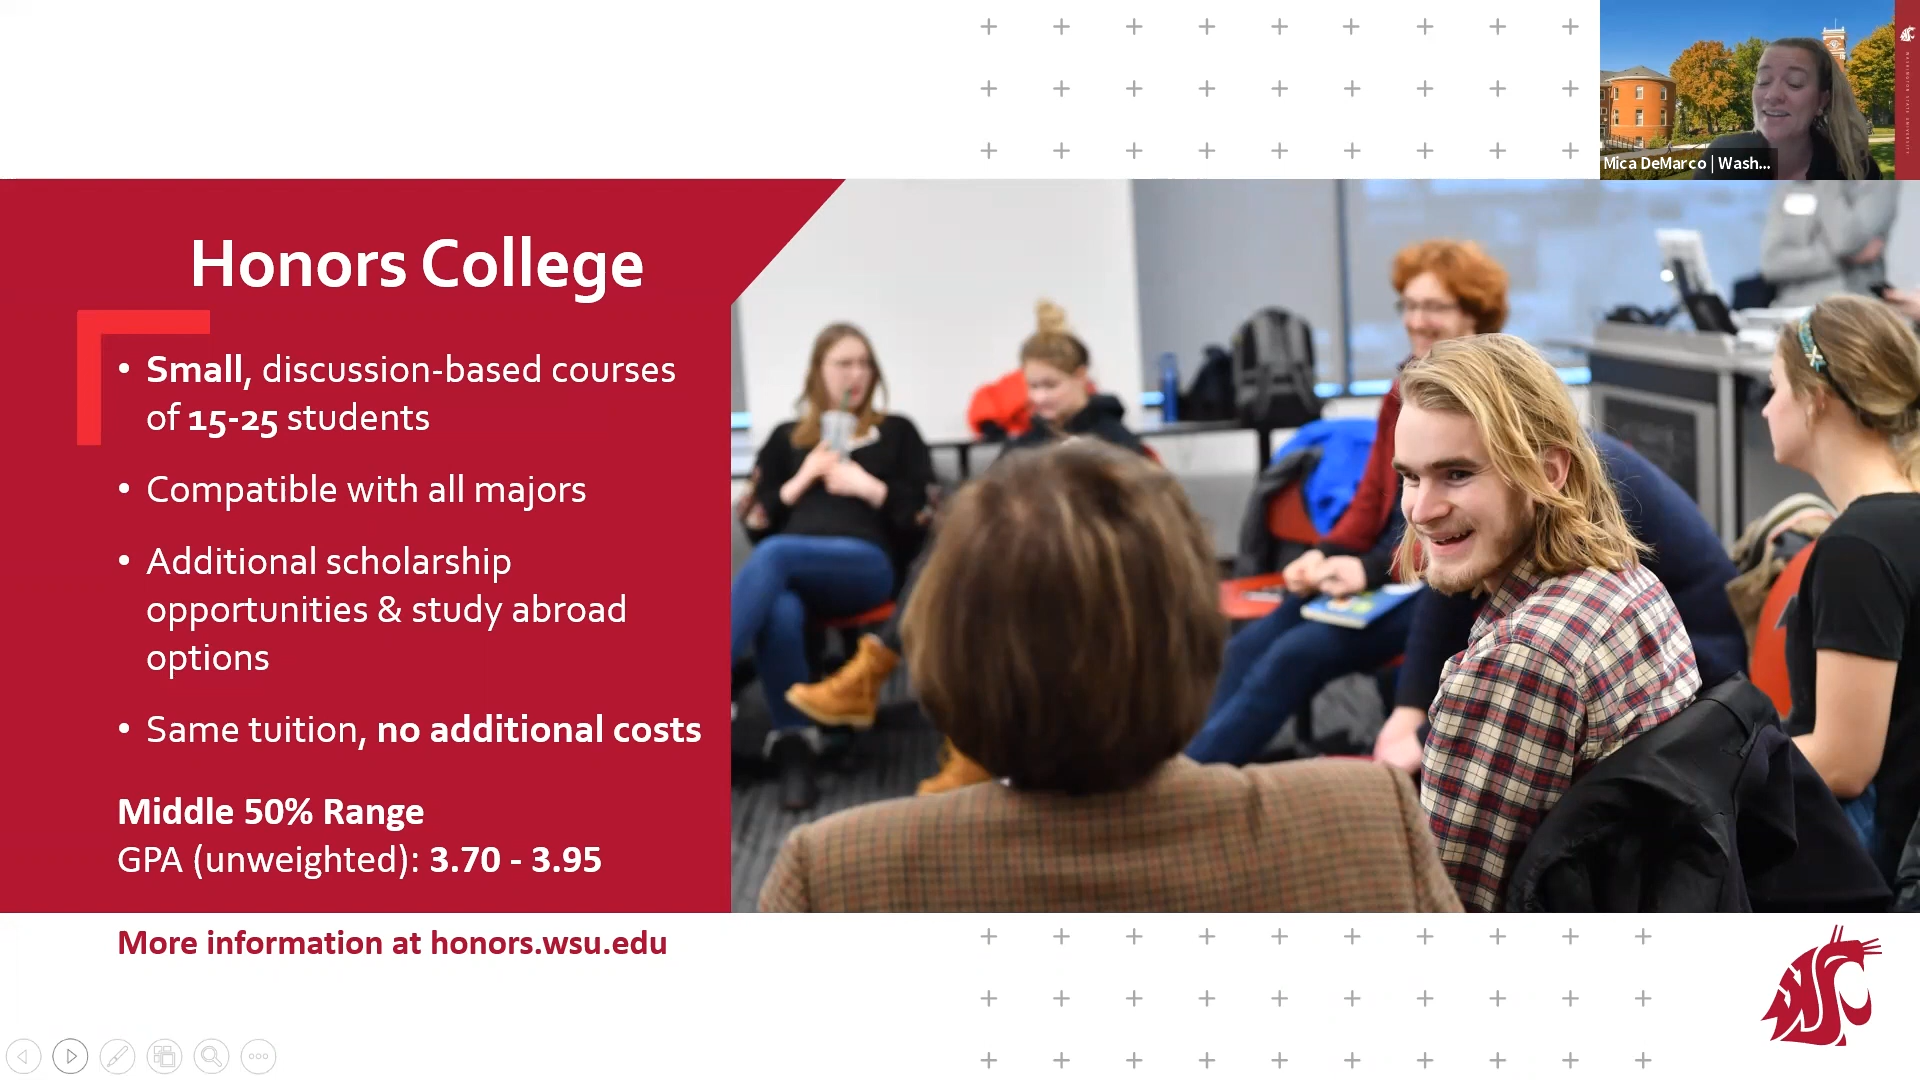 Mica DeMarco | Wash...
Honors College
• Small, discussion-based courses
of 15-25 students
• Compatible with all majors
• Additional scholarship
opportunities & study abroad
options
• Same tuition, no additional costs
Middle 50% Range
GPA (unweighted): 3.70 - 3.95
More information at honors.wsu.edu